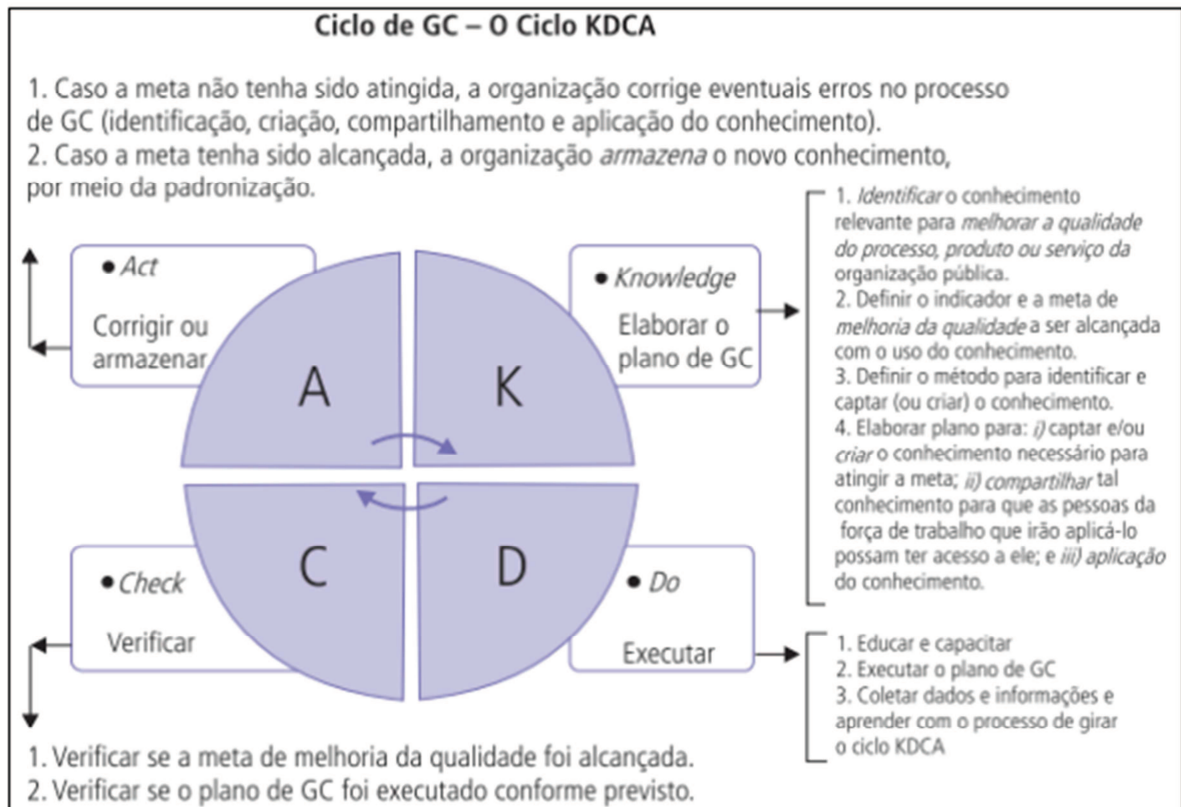 Ciclo de GC – O Ciclo KDCA
1. Caso a meta não tenha sido atingida, a organização corrige eventuais erros no processo
de GC (identificação, criação, compartilhamento e aplicação do conhecimento).
2. Caso a meta tenha sido alcançada, a organização armazena o novo conhecimento,
por meio da padronização.
• Act
Corrigir ou
armazenar
A
K
• Knowledge
Elaborar o
plano de GC
1. Identificar o conhecimento
relevante para melhorar a qualidade
do processo, produto ou serviço da
organização pública.
2. Definir o indicador e a meta de
melhoria da qualidade a ser alcançada
com o uso do conhecimento.
3. Definir o método para identificar e
captar (ou criar) o conhecimento.
4. Elaborar plano para: i) captar e/ou
criar o conhecimento necessário para
atingir a meta; ii) compartilhar tal
conhecimento para que as pessoas da
força de trabalho que irão aplicá-lo
possam ter acesso a ele; e iii) aplicação
do conhecimento.
• Check
Verificar
C
D
• Do
Executar
1. Educar e capacitar
2. Executar o plano de GC
3. Coletar dados e informações e
aprender com o processo de girar
o ciclo KDCA
1. Verificar se a meta de melhoria da qualidade foi alcançada.
2. Verificar se o plano de GC foi executado conforme previsto.